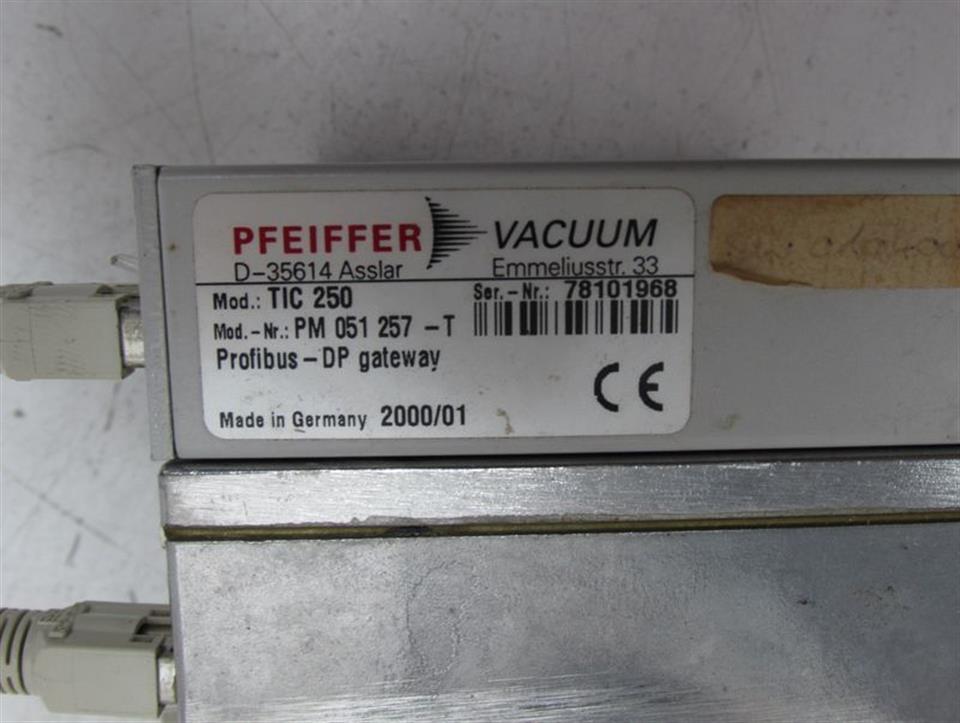 PFEIFFER VACUUM
D-35614 Asslar Emmeliusstr. 33
Mod.: TIC 250 Ser.-Nr.: 78101968
Mod.-Nr.: PM 051 257 -T
Profibus-DP gateway
CE
Made in Germany 2000/01